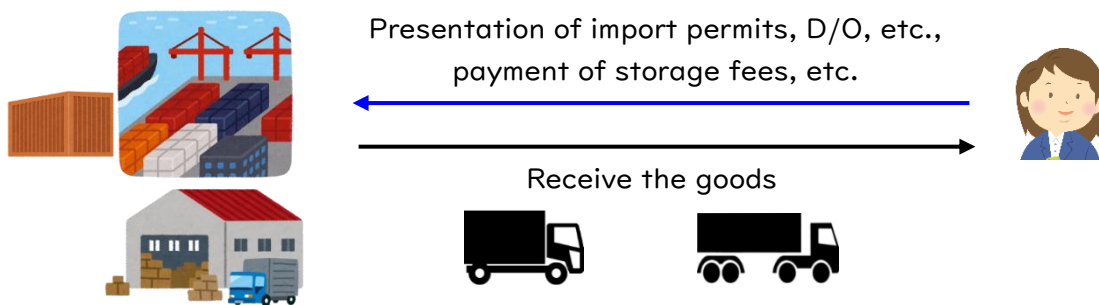 Presentation of import permits, D/O, etc.,
payment of storage fees, etc.
Receive the goods